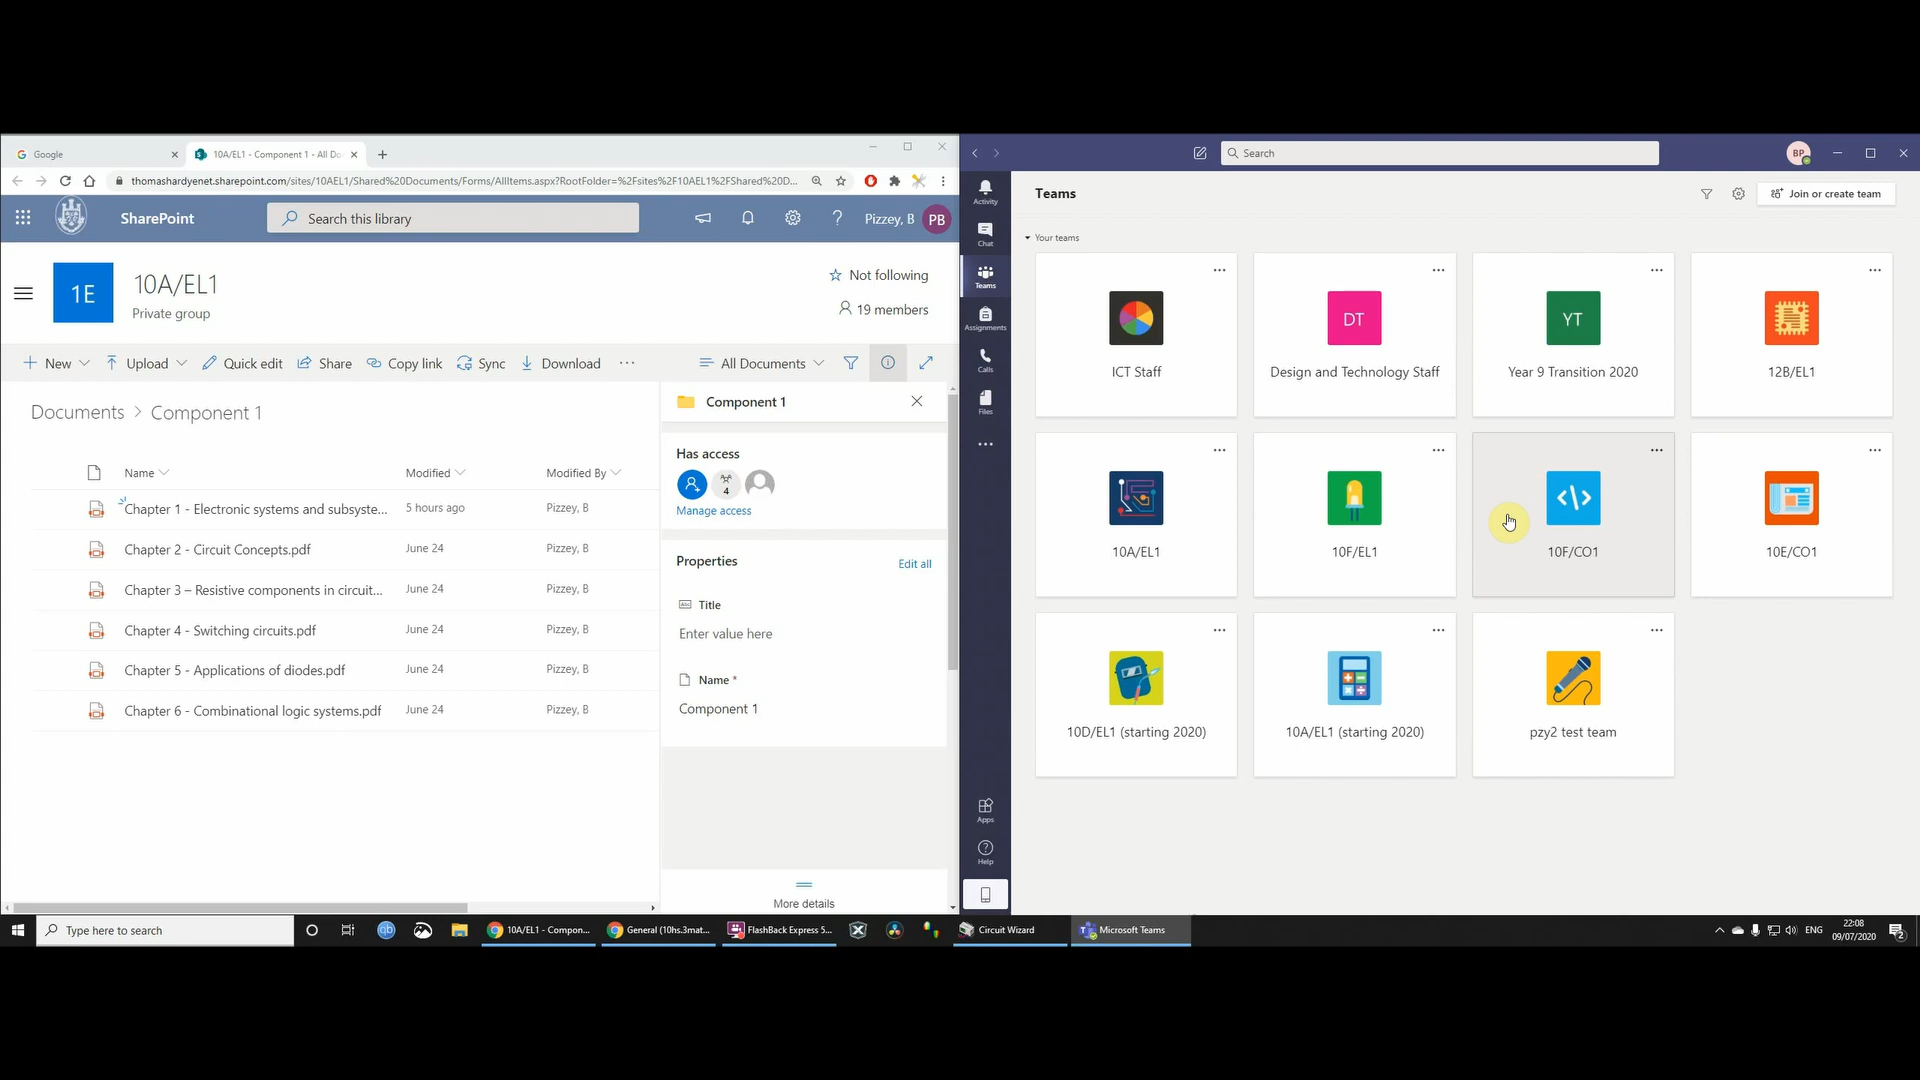 Google
10A/EL1 - Component 1 - All Do
thomashardyenet.sharepoint.com/sites/10AEL1/Shared%20Documents/Forms/AllItems.aspx?RootFolder=%2Fsites%2F10AEL1%2FShared%20D...
SharePoint
Search this library
Pizzey, B
PB
1E
10A/EL1
Private group
Not following
19 members
New
Upload
Quick edit
Share
Copy link
Sync
Download
All Documents
Documents > Component 1
Name
Modified
Modified By
Chapter 1 - Electronic systems and subsyste...
5 hours ago
Pizzey, B
Chapter 2 - Circuit Concepts.pdf
June 24
Pizzey, B
Chapter 3 – Resistive components in circuit...
June 24
Pizzey, B
Chapter 4 - Switching circuits.pdf
June 24
Pizzey, B
Chapter 5 - Applications of diodes.pdf
June 24
Pizzey, B
Chapter 6 - Combinational logic systems.pdf
June 24
Pizzey, B
Component 1
Has access
4
Manage access
Properties
Edit all
Abc Title
Enter value here
Name *
Component 1
More details
Search
BP
Activity
Chat
Teams
Assignments
Calls
Files
Apps
Help
Teams
Join or create team
Your teams
ICT Staff
DT
Design and Technology Staff
YT
Year 9 Transition 2020
12B/EL1
10A/EL1
10F/EL1
</>
10F/CO1
10E/CO1
10D/EL1 (starting 2020)
10A/EL1 (starting 2020)
pzy2 test team
Type here to search
qb
10A/EL1 - Compon...
General (10hs.3mat...
FlashBack Express 5...
Circuit Wizard
Microsoft Teams
ENG
22:08
09/07/2020
2